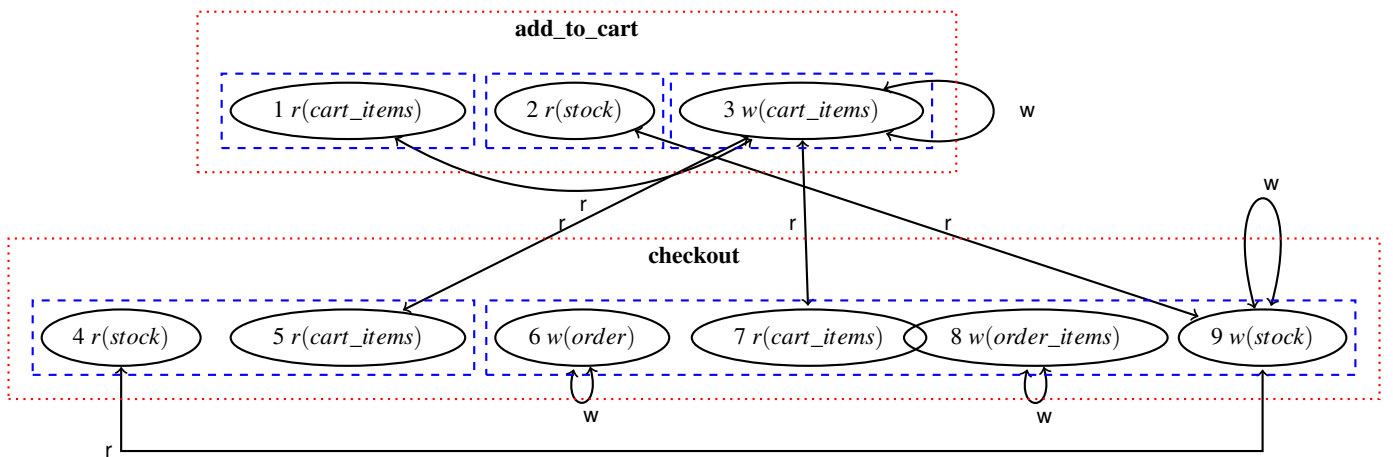 add_to_cart
1 r(cart_items)
2 r(stock)
3 w(cart_items)
w
r
r
r
r
w
checkout
4 r(stock)
5 r(cart_items)
6 w(order)
7 r(cart_items)
8 w(order_items)
9 w(stock)
w
w
r